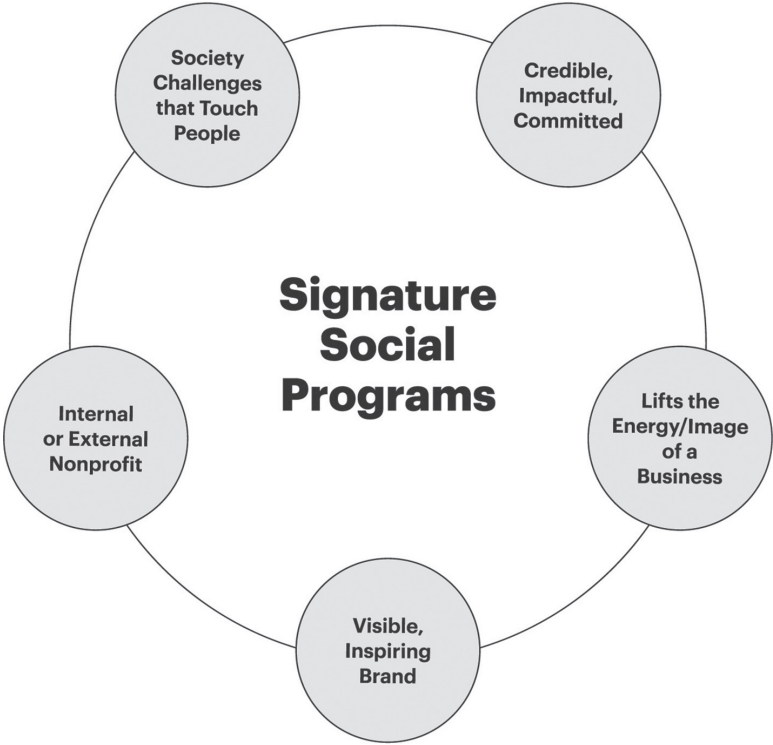 Society
Challenges
that Touch
People
Credible,
Impactful,
Committed
Signature
Social
Programs
Internal
or External
Nonprofit
Lifts the
Energy/Image
of a
Business
Visible,
Inspiring
Brand